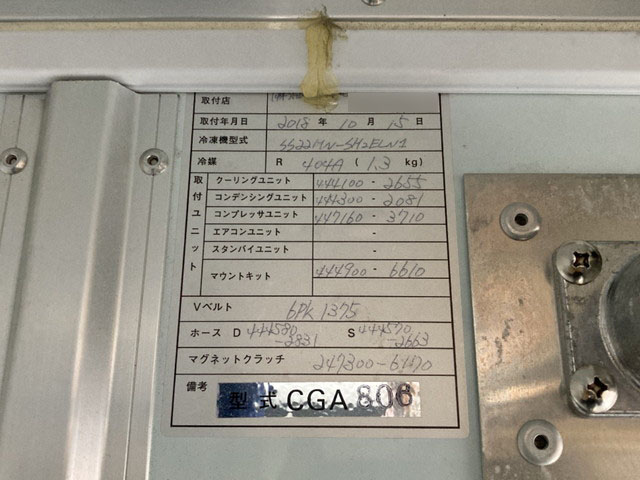 取付店
取付年月日 2018 年 10 月 15 日
冷凍機型式 SS22MN-SH2ELN1
冷媒 R 404A ( 1.3 kg)
取付ユニット
クーリングユニット 444100 - 2655
コンデンシングユニット 444300 - 2081
コンプレッサユニット 447160 - 3710
エアコンユニット -
スタンバイユニット -
マウントキット 444900 - 6610
Vベルト 6PK1375
ホース D 444580 -2831 S 444570 -2663
マグネットクラッチ 247300-6470
備考 型式 CGA 806